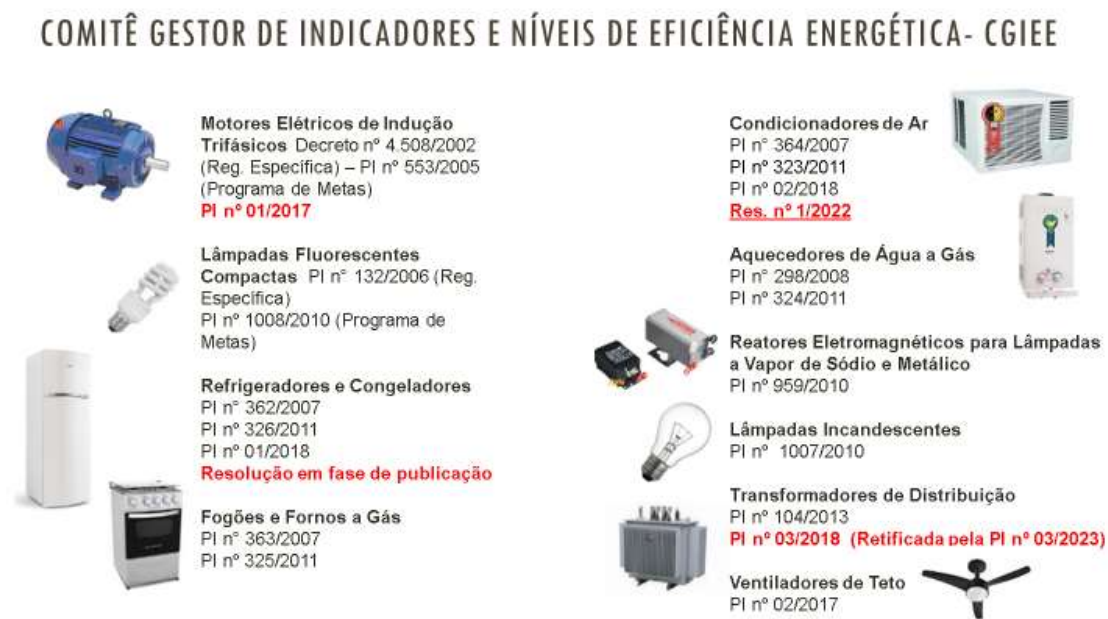 COMITÊ GESTOR DE INDICADORES E NÍVEIS DE EFICIÊNCIA ENERGÉTICA- CGIEE
Motores Elétricos de Indução
Trifásicos Decreto nº 4.508/2002
(Reg. Específica) – PI nº 553/2005
(Programa de Metas)
PI nº 01/2017
Lâmpadas Fluorescentes
Compactas PI n° 132/2006 (Reg.
Específica)
PI nº 1008/2010 (Programa de
Metas)
Refrigeradores e Congeladores
PI n° 362/2007
PI nº 326/2011
PI nº 01/2018
Resolução em fase de publicação
Fogões e Fornos a Gás
PI n° 363/2007
PI nº 325/2011
Condicionadores de Ar
PI n° 364/2007
PI nº 323/2011
PI nº 02/2018
Res. nº 1/2022
Aquecedores de Água a Gás
PI n° 298/2008
PI nº 324/2011
Reatores Eletromagnéticos para Lâmpadas
a Vapor de Sódio e Metálico
PI nº 959/2010
Lâmpadas Incandescentes
PI nº 1007/2010
Transformadores de Distribuição
PI nº 104/2013
PI nº 03/2018 (Retificada pela PI nº 03/2023)
Ventiladores de Teto
PI nº 02/2017